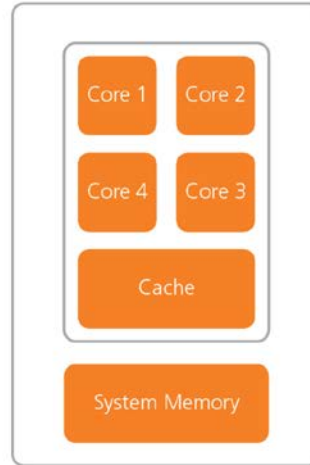 Core 1 Core 2
Core 4 Core 3
Cache
System Memory